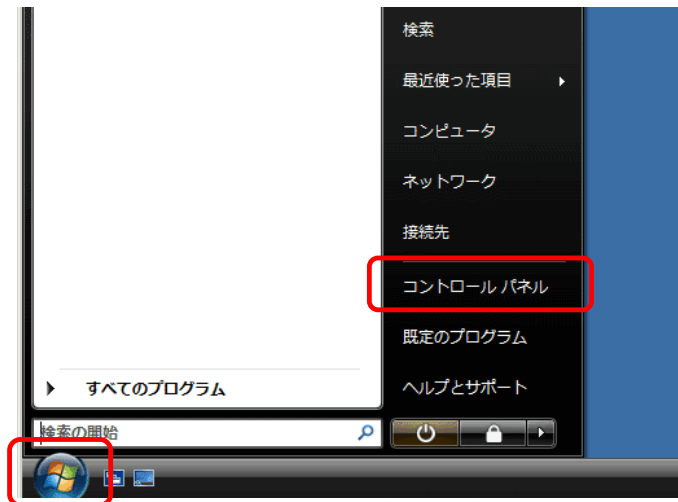 検索
最近使った項目
コンピュータ
ネットワーク
接続先
コントロール パネル
既定のプログラム
ヘルプとサポート
すべてのプログラム
検索の開始